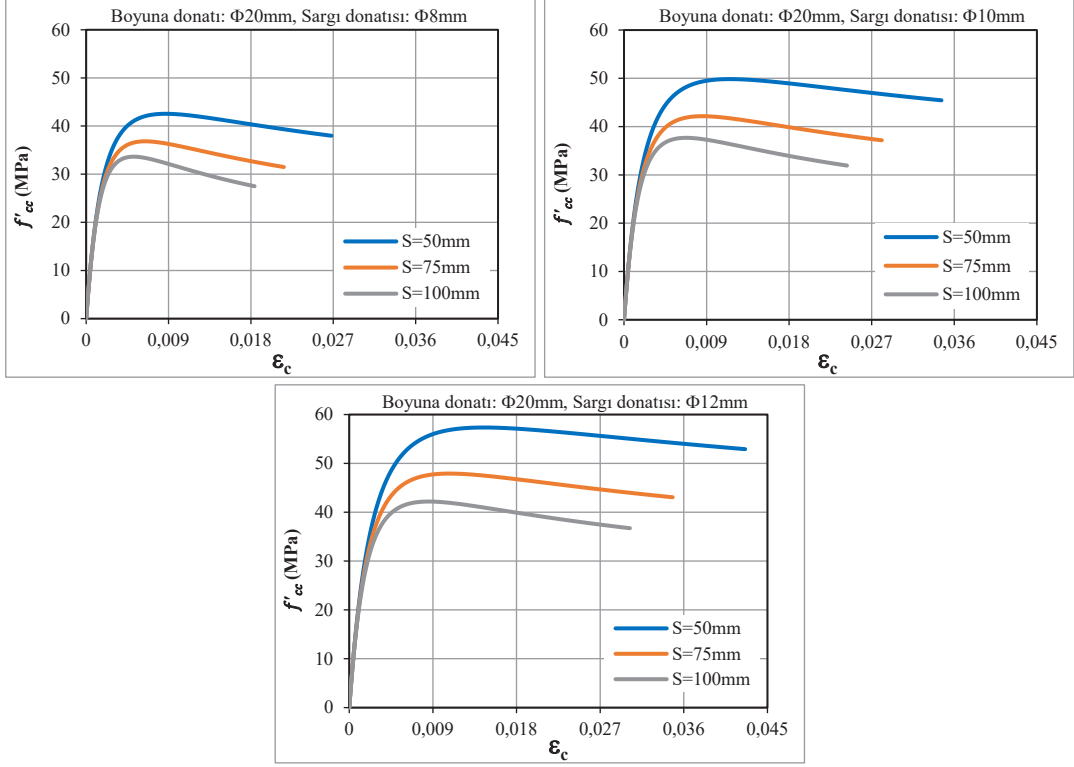 Boyuna donatı: Φ20mm, Sargı donatısı: Φ8mm
60
50
40
30
20
10
0
f'cc (MPa)
S=50mm
S=75mm
S=100mm
0 0,009 0,018 0,027 0,036 0,045
εc
Boyuna donatı: Φ20mm, Sargı donatısı: Φ10mm
60
50
40
30
20
10
0
f'cc (MPa)
S=50mm
S=75mm
S=100mm
0 0,009 0,018 0,027 0,036 0,045
εc
Boyuna donatı: Φ20mm, Sargı donatısı: Φ12mm
60
50
40
30
20
10
0
f'cc (MPa)
S=50mm
S=75mm
S=100mm
0 0,009 0,018 0,027 0,036 0,045
εc